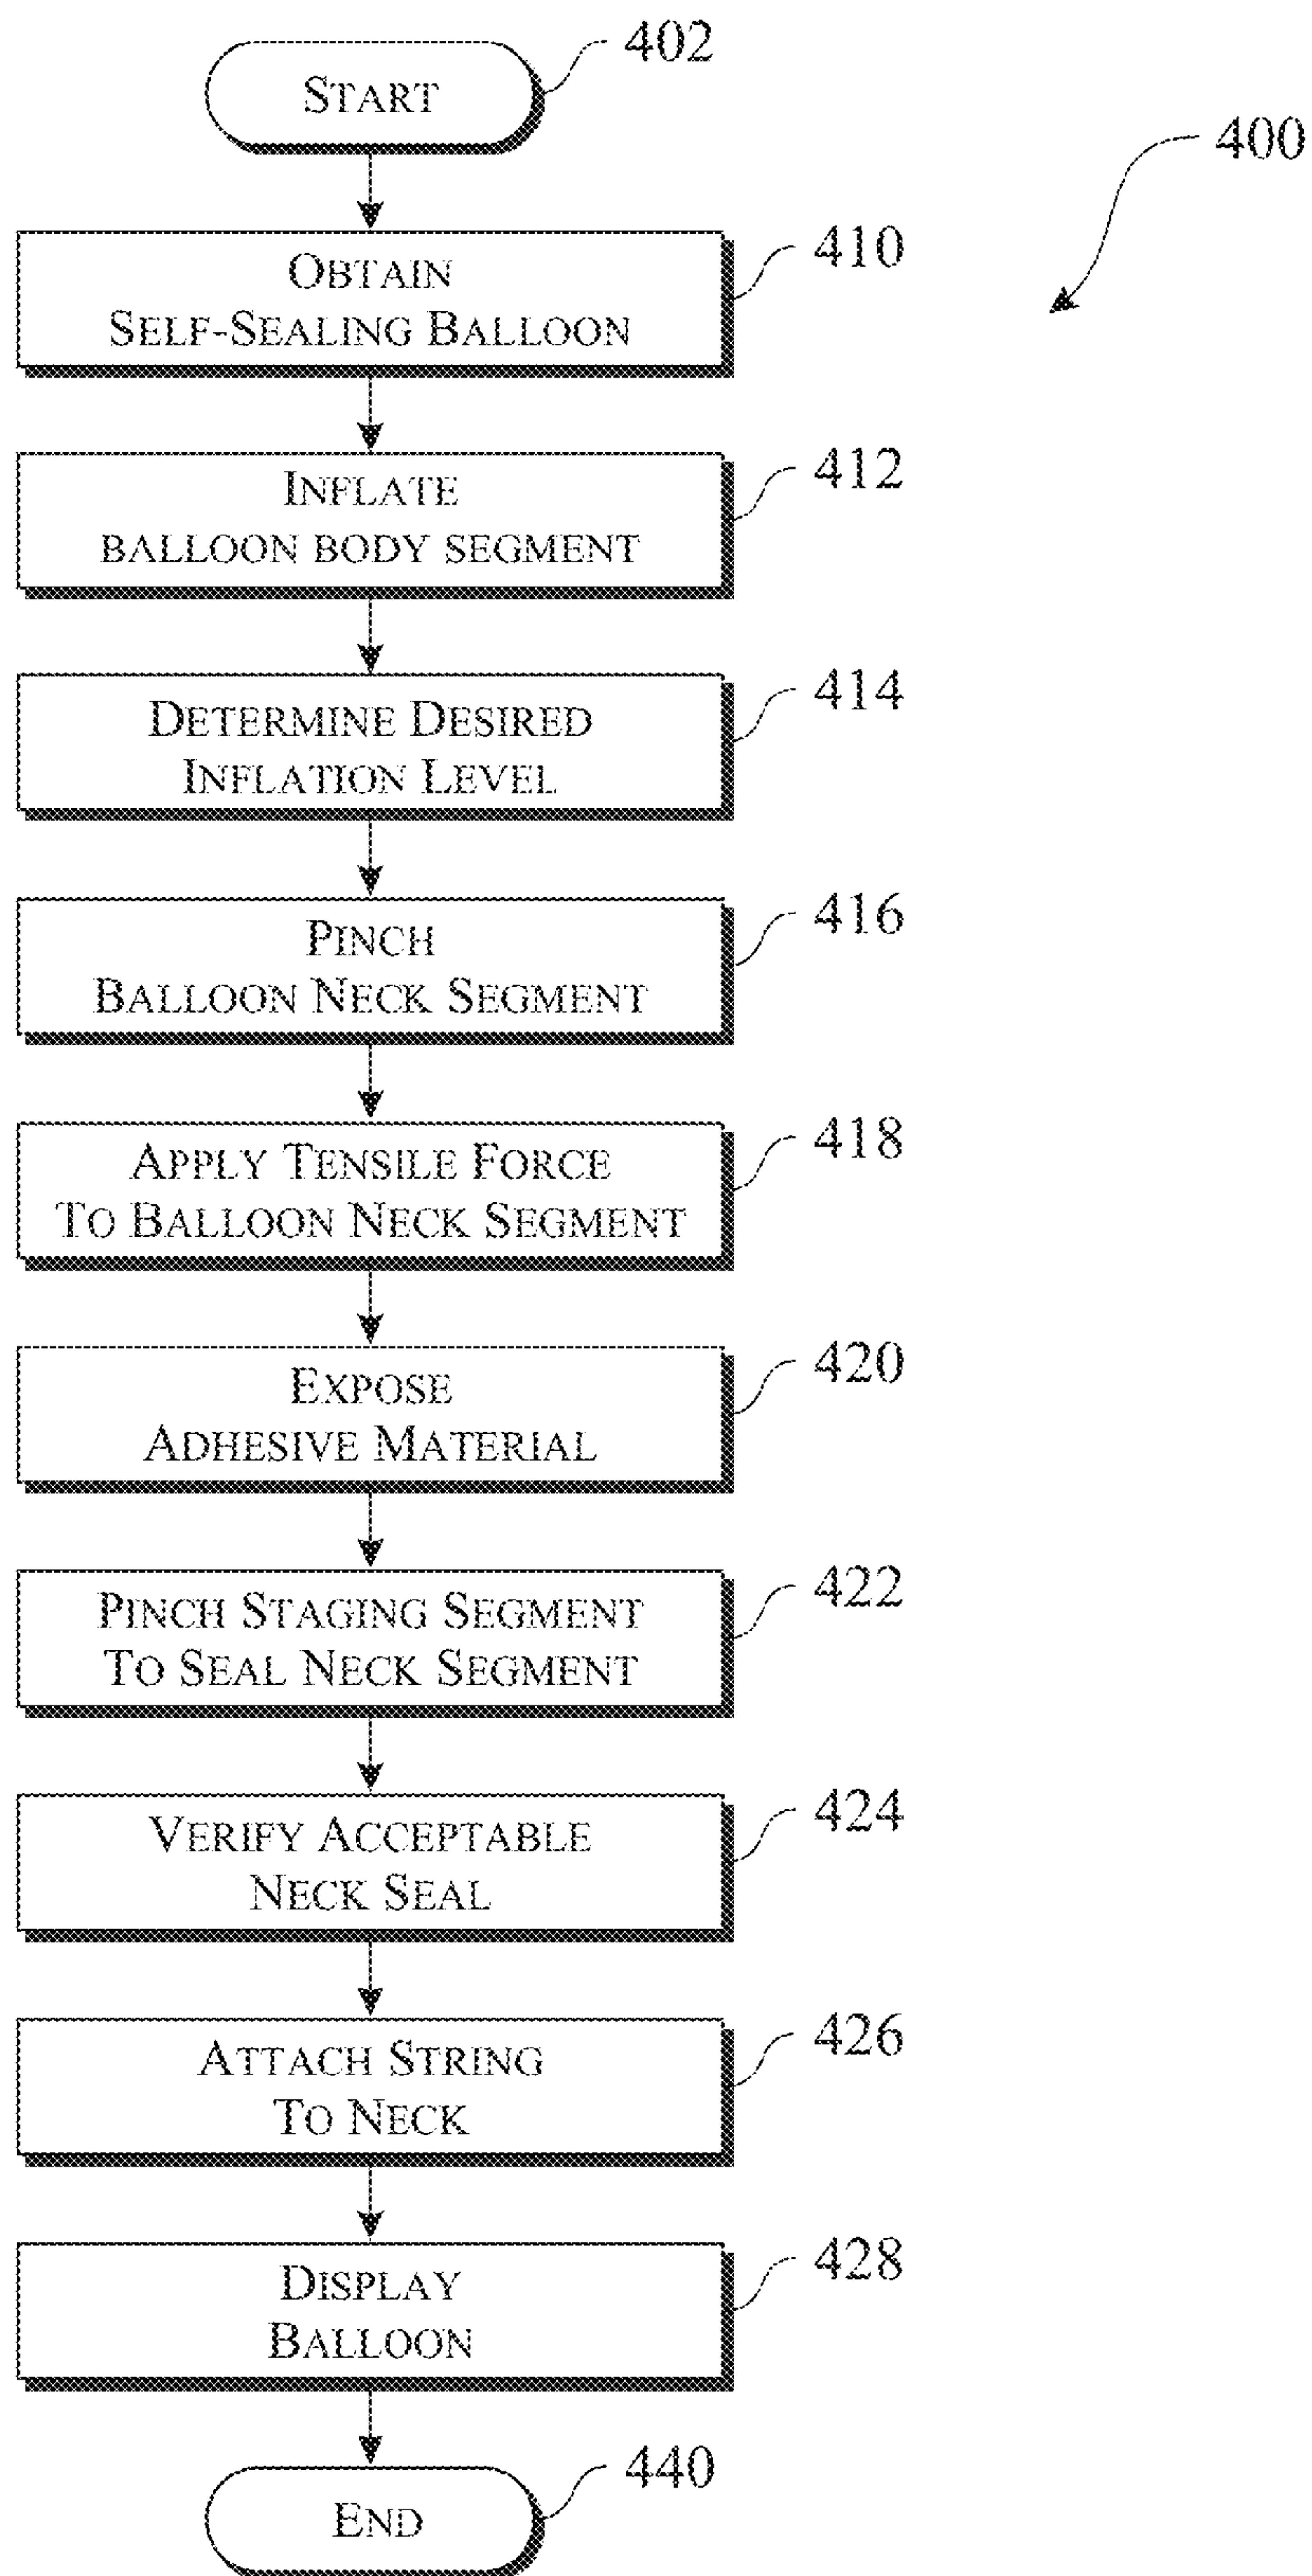 START
402
400
OBTAIN
SELF-SEALING BALLOON
410
INFLATE
BALLOON BODY SEGMENT
412
DETERMINE DESIRED
INFLATION LEVEL
414
PINCH
BALLOON NECK SEGMENT
416
APPLY TENSILE FORCE
TO BALLOON NECK SEGMENT
418
EXPOSE
ADHESIVE MATERIAL
420
PINCH STAGING SEGMENT
TO SEAL NECK SEGMENT
422
VERIFY ACCEPTABLE
NECK SEAL
424
ATTACH STRING
TO NECK
426
DISPLAY
BALLOON
428
END
440